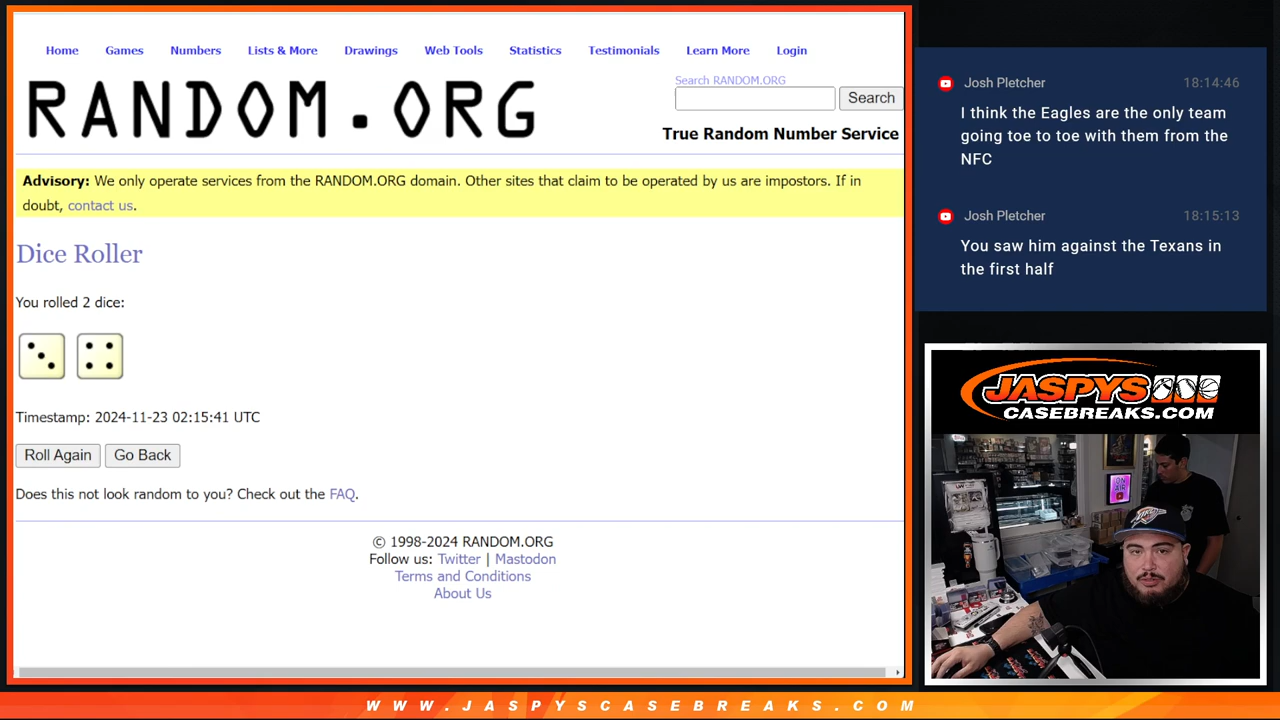 Home Games Numbers Lists & More Drawings Web Tools Statistics Testimonials Learn More Login
RANDOM.ORG
Search RANDOM.ORG
Search
True Random Number Service
Advisory: We only operate services from the RANDOM.ORG domain. Other sites that claim to be operated by us are impostors. If in
doubt, contact us.
Dice Roller
You rolled 2 dice:
Timestamp: 2024-11-23 02:15:41 UTC
Roll Again Go Back
Does this not look random to you? Check out the FAQ.
© 1998-2024 RANDOM.ORG
Follow us: Twitter | Mastodon
Terms and Conditions
About Us
Josh Pletcher 18:14:46
I think the Eagles are the only team
going toe to toe with them from the
NFC
Josh Pletcher 18:15:13
You saw him against the Texans in
the first half
JASPYS
CASEBREAKS.COM
ON
AIR
WWW.JASPYSCASEBREAKS.COM